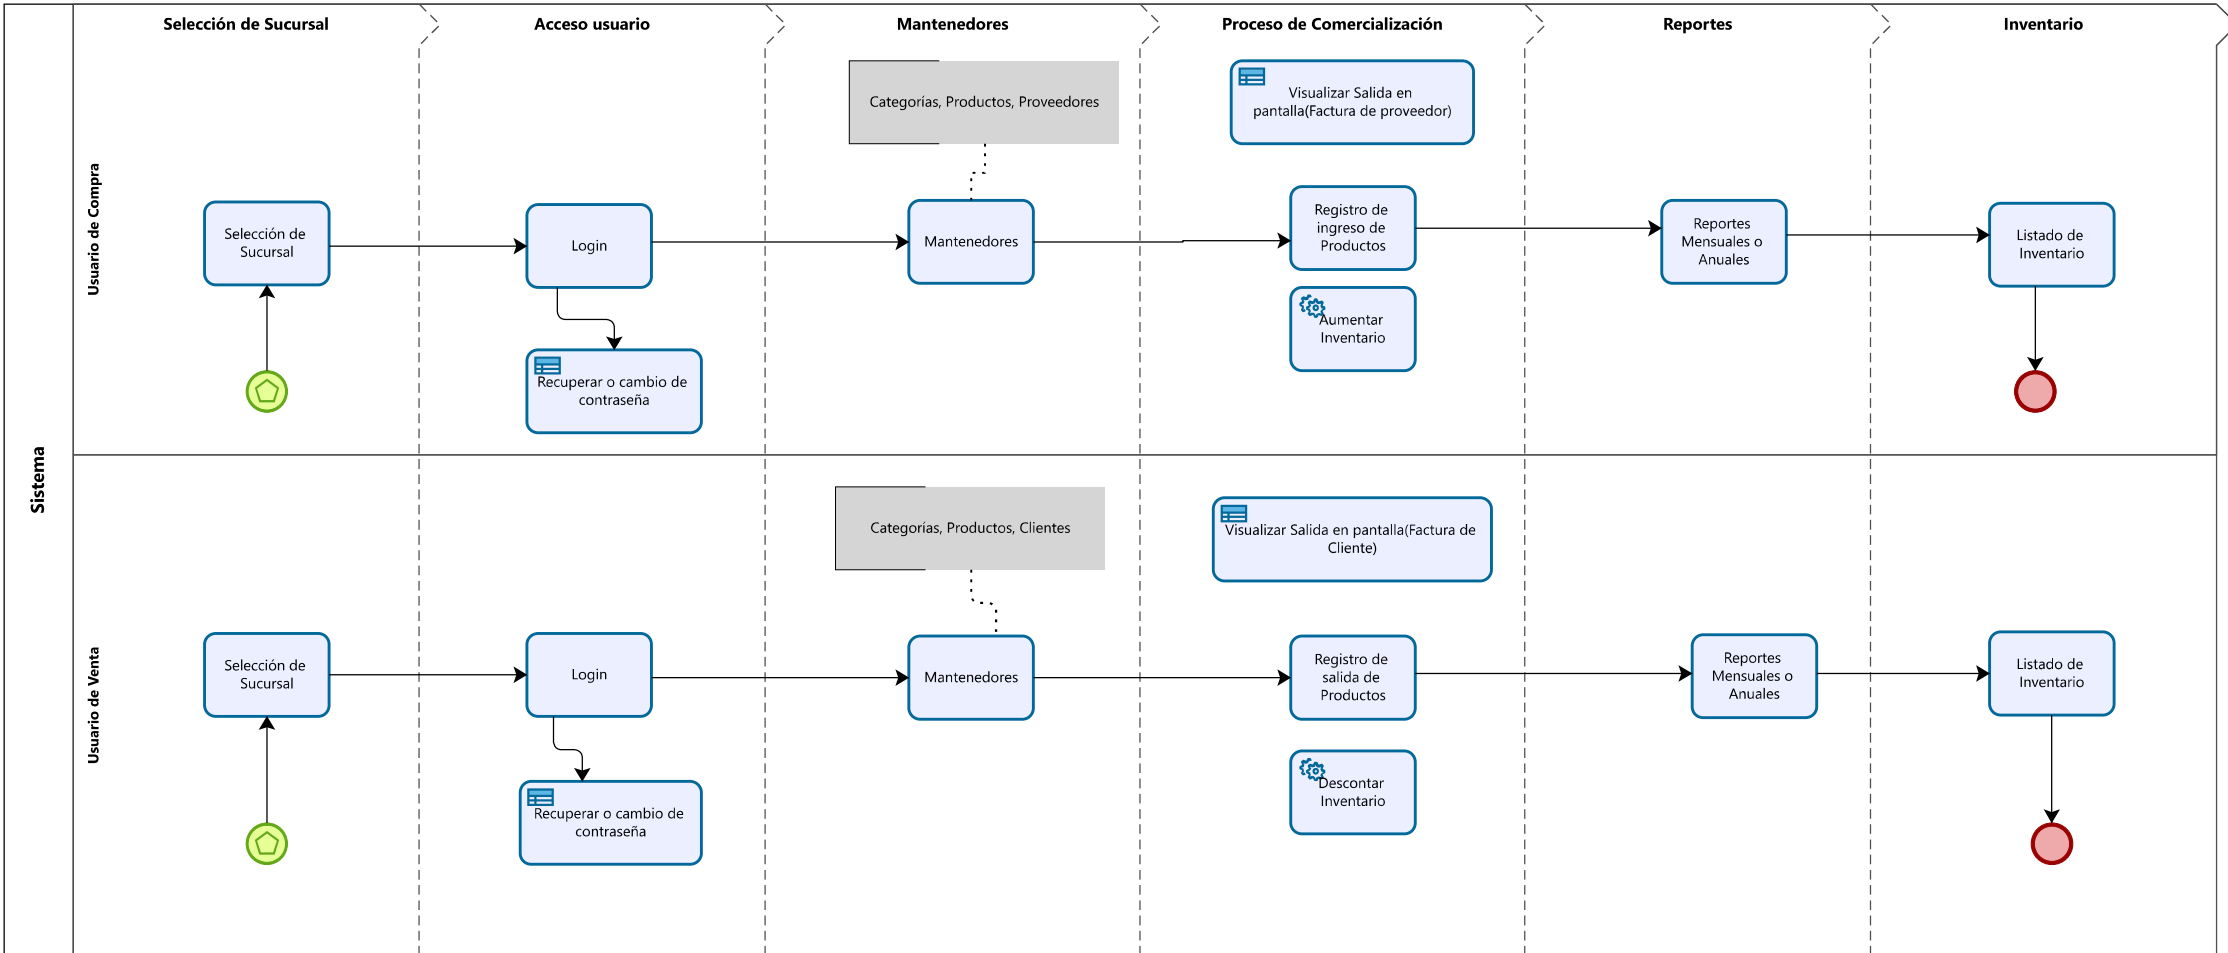 Selección de Sucursal
Acceso usuario
Mantenedores
Proceso de Comercialización
Reportes
Inventario
Sistema
Usuario de Compra
Categorías, Productos, Proveedores
Visualizar Salida en
pantalla(Factura de proveedor)
Selección de
Sucursal
Login
Mantenedores
Registro de
ingreso de
Productos
Reportes
Mensuales o
Anuales
Listado de
Inventario
Aumentar
Inventario
Recuperar o cambio de
contraseña
Usuario de Venta
Categorías, Productos, Clientes
Visualizar Salida en pantalla(Factura de
Cliente)
Selección de
Sucursal
Login
Mantenedores
Registro de
salida de
Productos
Reportes
Mensuales o
Anuales
Listado de
Inventario
Descontar
Inventario
Recuperar o cambio de
contraseña